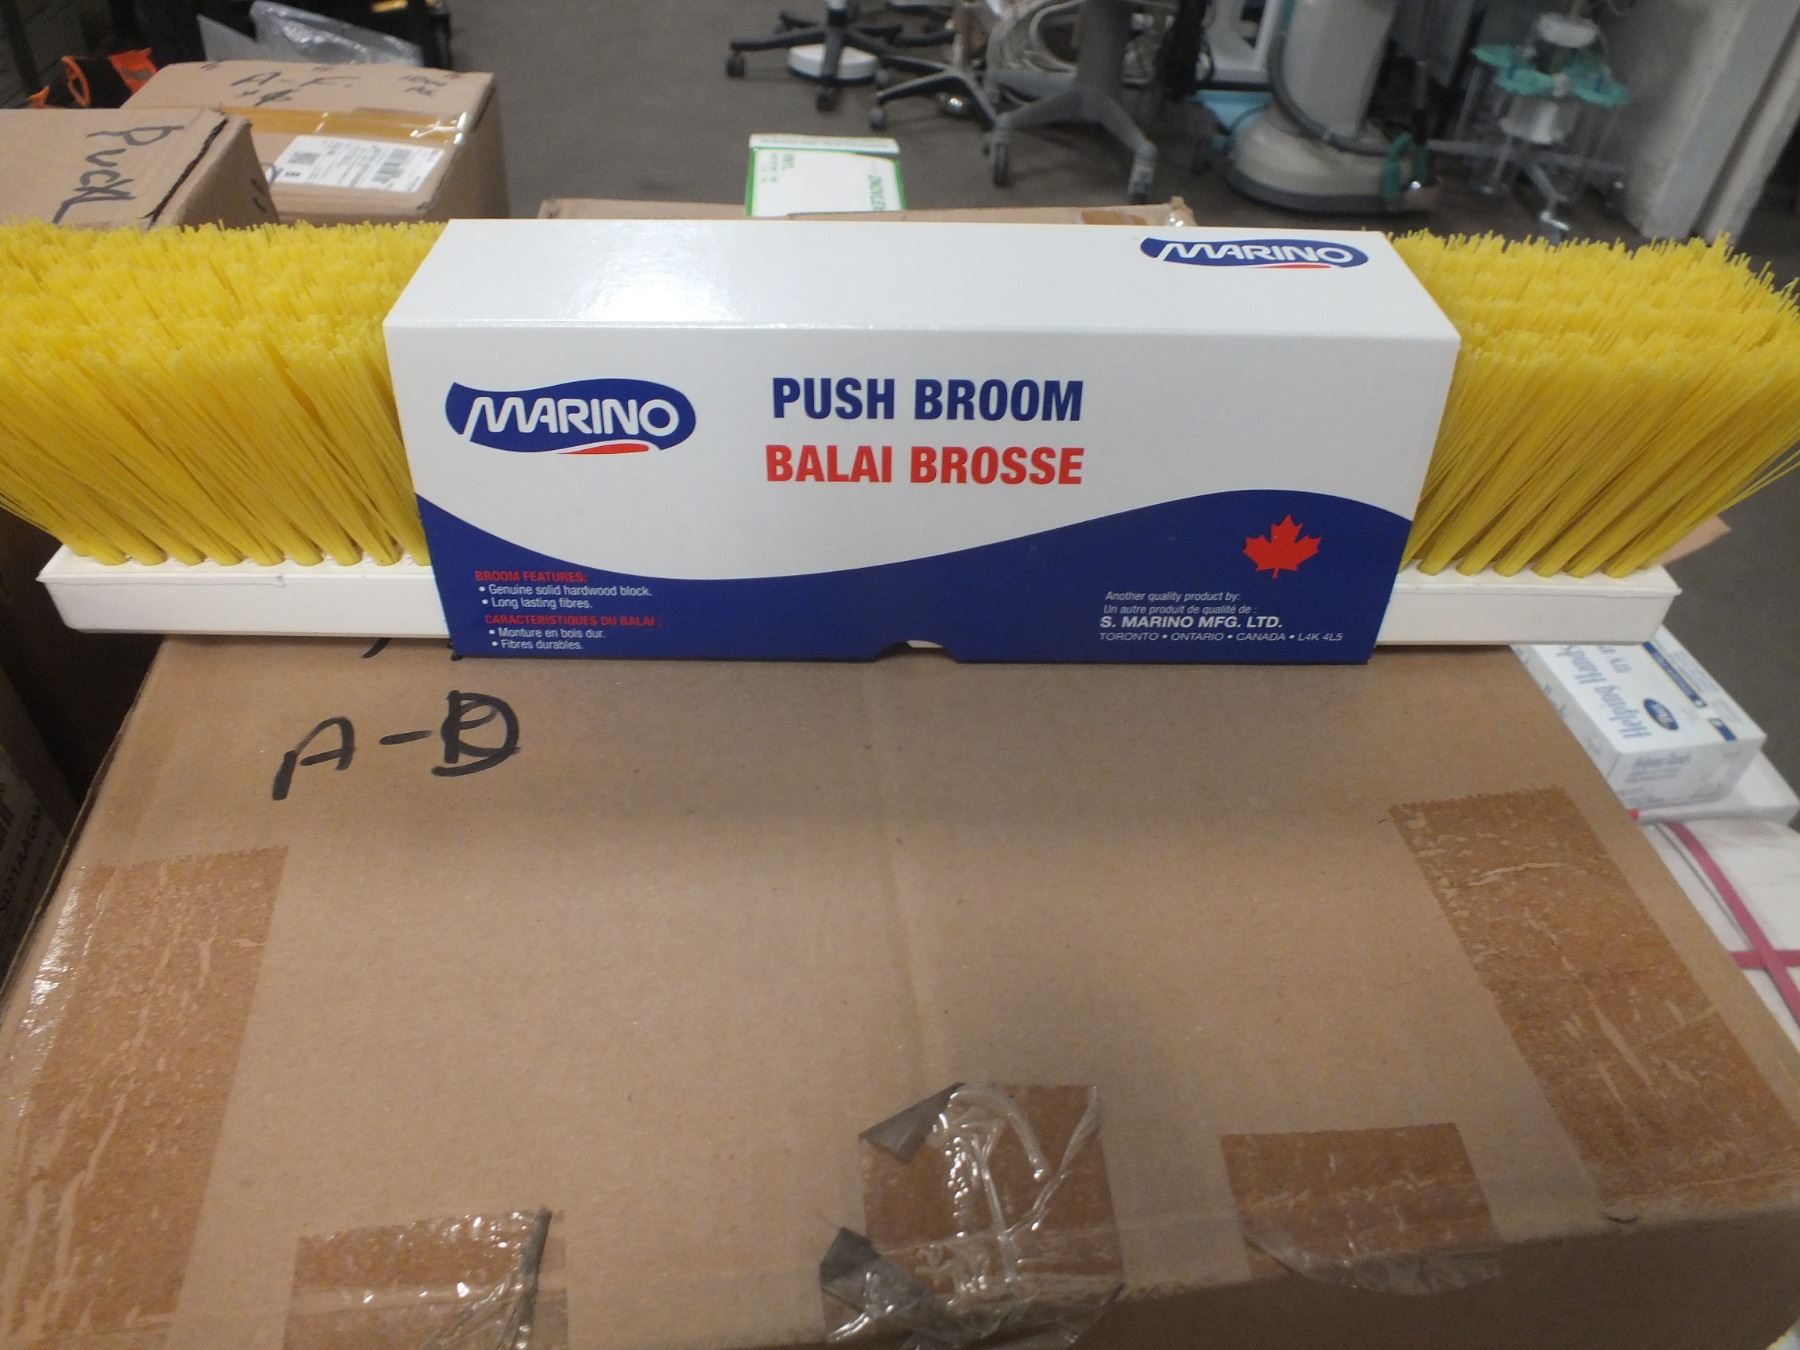 Puck
MARINO
MARINO
PUSH BROOM
BALAI BROSSE
BROOM FEATURES:
• Genuine solid hardwood block.
• Long lasting fibres.
CARACTERISTIQUES DU BALAI :
• Monture en bois dur.
• Fibres durables.
Another quality product by:
Un autre produit de qualité de :
S. MARINO MFG. LTD.
TORONTO • ONTARIO • CANADA • L4K 4L5
A-D
Helping Hands